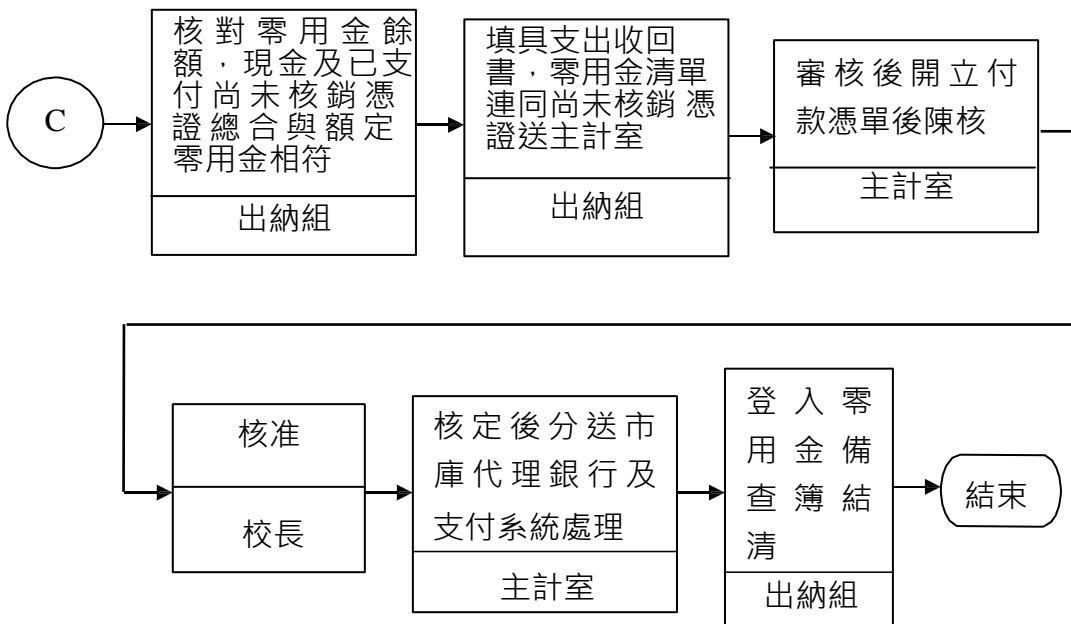 C
核對零用金餘
額，現金及已支
付尚未核銷憑
證總合與額定
零用金相符
出納組
填具支出收回
書，零用金清單
連同尚未核銷憑
證送主計室
出納組
審核後開立付
款憑單後陳核
主計室
核准
校長
核定後分送市
庫代理銀行及
支付系統處理
主計室
登入零
用金備
查簿結
清
出納組
結束